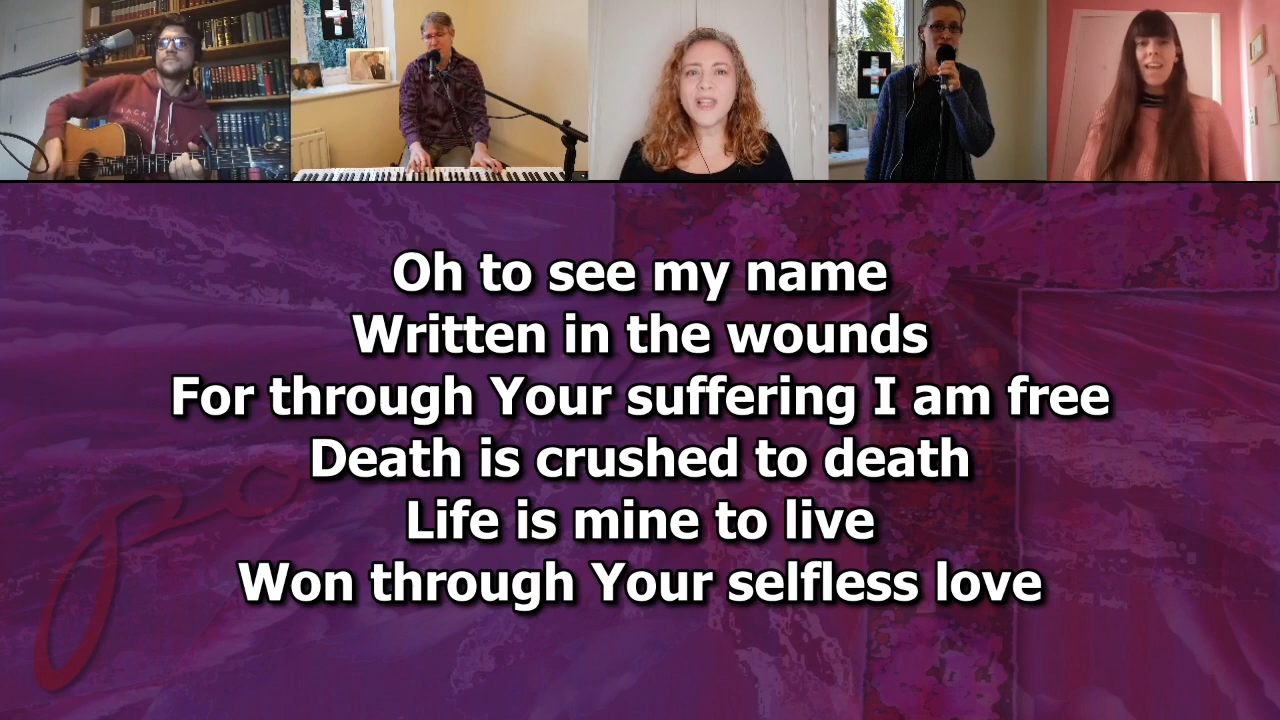 Oh to see my name
Written in the wounds
For through Your suffering I am free
Death is crushed to death
Life is mine to live
Won through Your selfless love